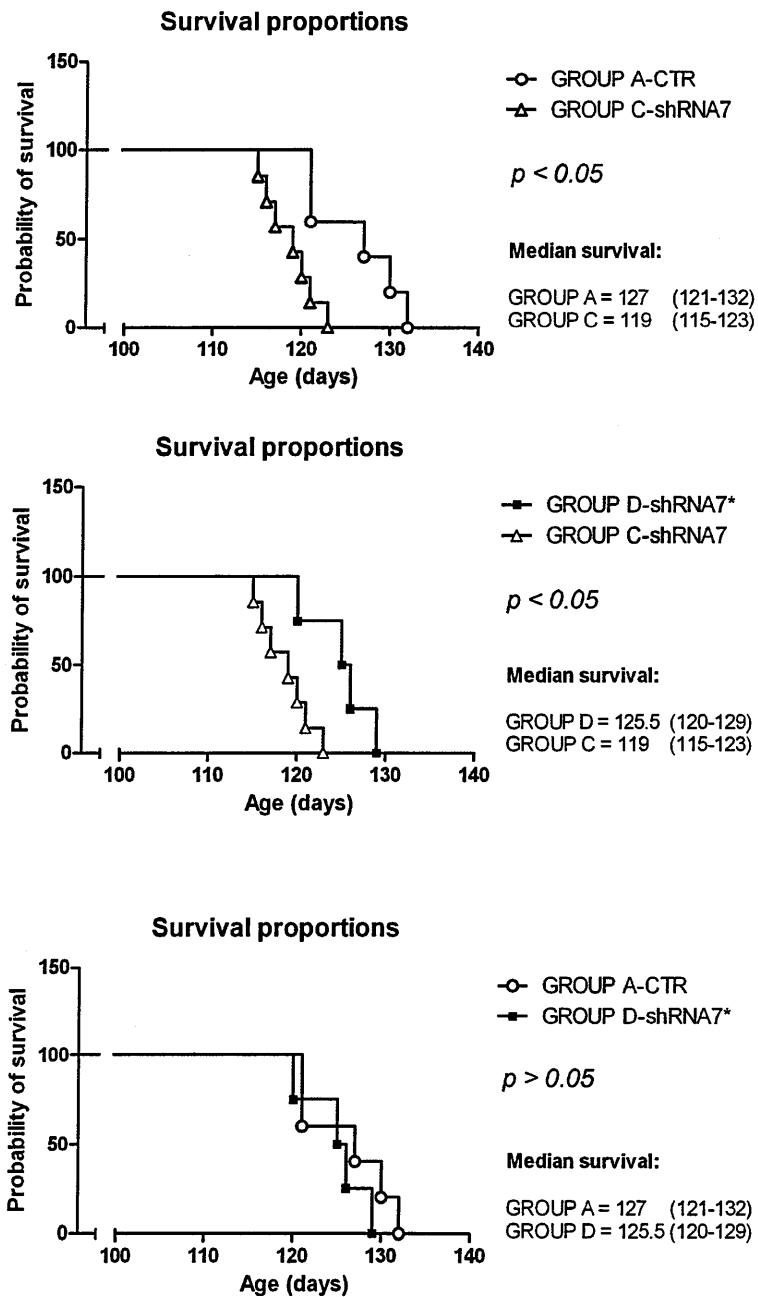 Survival proportions
Probability of survival
150
100
50
0
100 110 120 130 140
Age (days)
GROUP A-CTR
GROUP C-shRNA7
p < 0.05
Median survival:
GROUP A = 127 (121-132)
GROUP C = 119 (115-123)
Survival proportions
Probability of survival
150
100
50
0
100 110 120 130 140
Age (days)
GROUP D-shRNA7*
GROUP C-shRNA7
p < 0.05
Median survival:
GROUP D = 125.5 (120-129)
GROUP C = 119 (115-123)
Survival proportions
Probability of survival
150
100
50
0
100 110 120 130 140
Age (days)
GROUP A-CTR
GROUP D-shRNA7*
p > 0.05
Median survival:
GROUP A = 127 (121-132)
GROUP D = 125.5 (120-129)